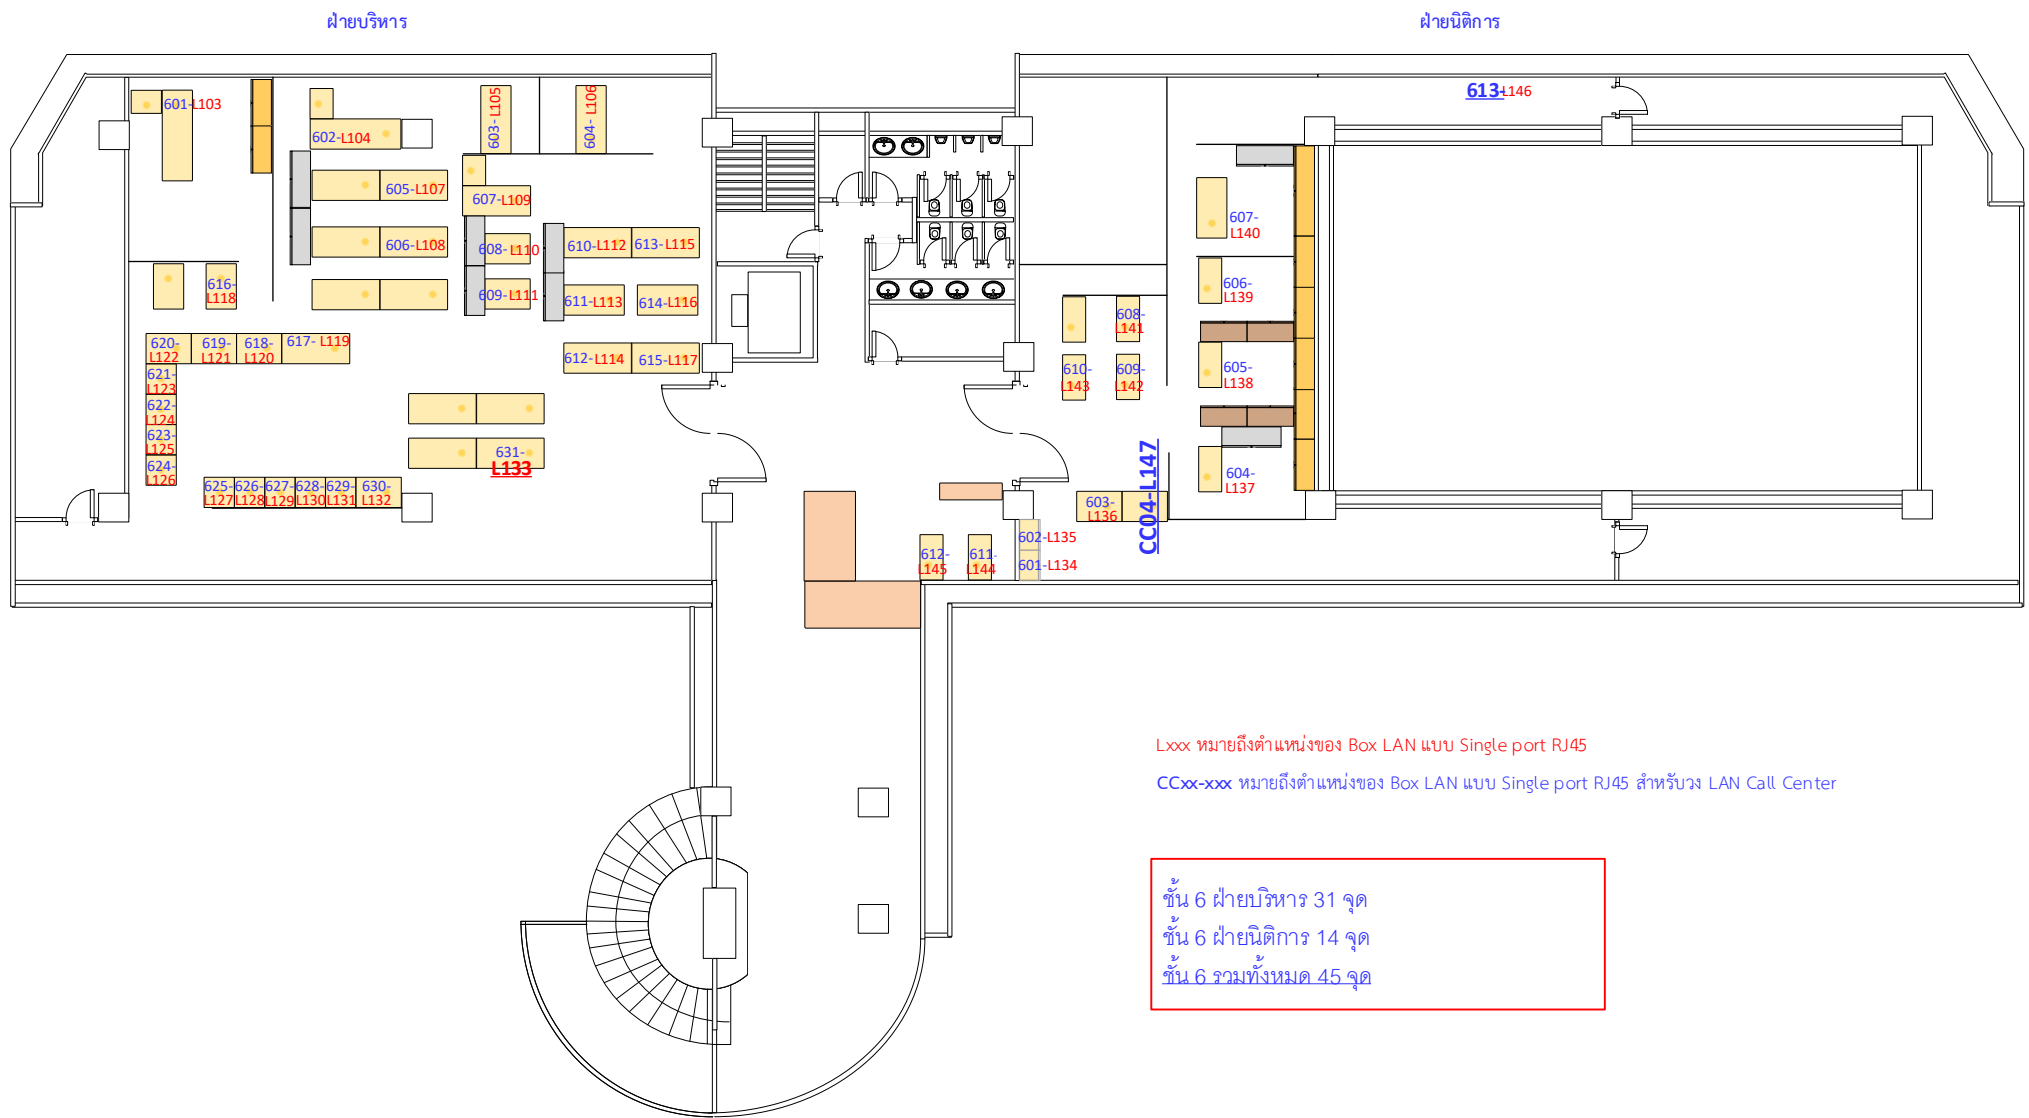 ฝ่ายบริหาร
ฝ่ายนิติการ
601-L103
602-L104
603-L105
604-L106
605-L107
606-L108
607-L109
608-L110
609-L111
610-L112
613-L115
611-L113
614-L116
612-L114
615-L117
616-
L118
620-
L122
619-
L121
618-
L120
617-L119
621-
L123
622-
L124
623-
L125
624-
L126
625-
L127
626-
L128
627-
L129
628-
L130
629-
L131
630-
L132
631-
L133
613-L146
607-
L140
606-
L139
608-
L141
605-
L138
610-
L143
609-
L142
604-
L137
CC04-L147
603-
L136
602-L135
601-L134
612-
L145
611-
L144
Lxxx หมายถึงตำแหน่งของ Box LAN แบบ Single port RJ45
CCxx-xxx หมายถึงตำแหน่งของ Box LAN แบบ Single port RJ45 สำหรับวง LAN Call Center
ชั้น 6 ฝ่ายบริหาร 31 จุด
ชั้น 6 ฝ่ายนิติการ 14 จุด
ชั้น 6 รวมทั้งหมด 45 จุด